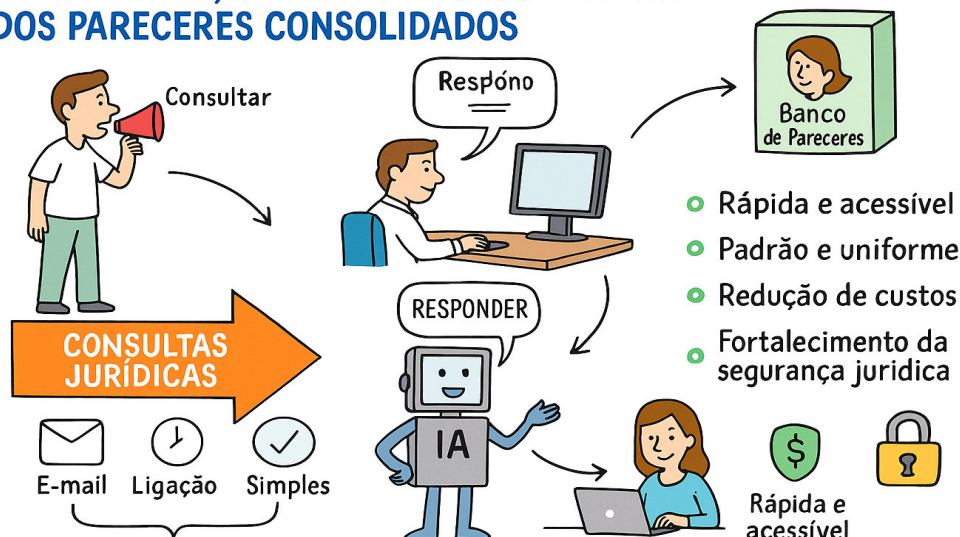 DOS PARECERES CONSOLIDADOS
Consultar
Respóno
Banco
de Pareceres
Rápida e acessível
Padrão e uniforme
Redução de custos
Fortalecimento da
segurança juridica
RESPONDER
CONSULTAS
JURÍDICAS
IA
E-mail
Ligação
Simples
$
Rápida e
acessível